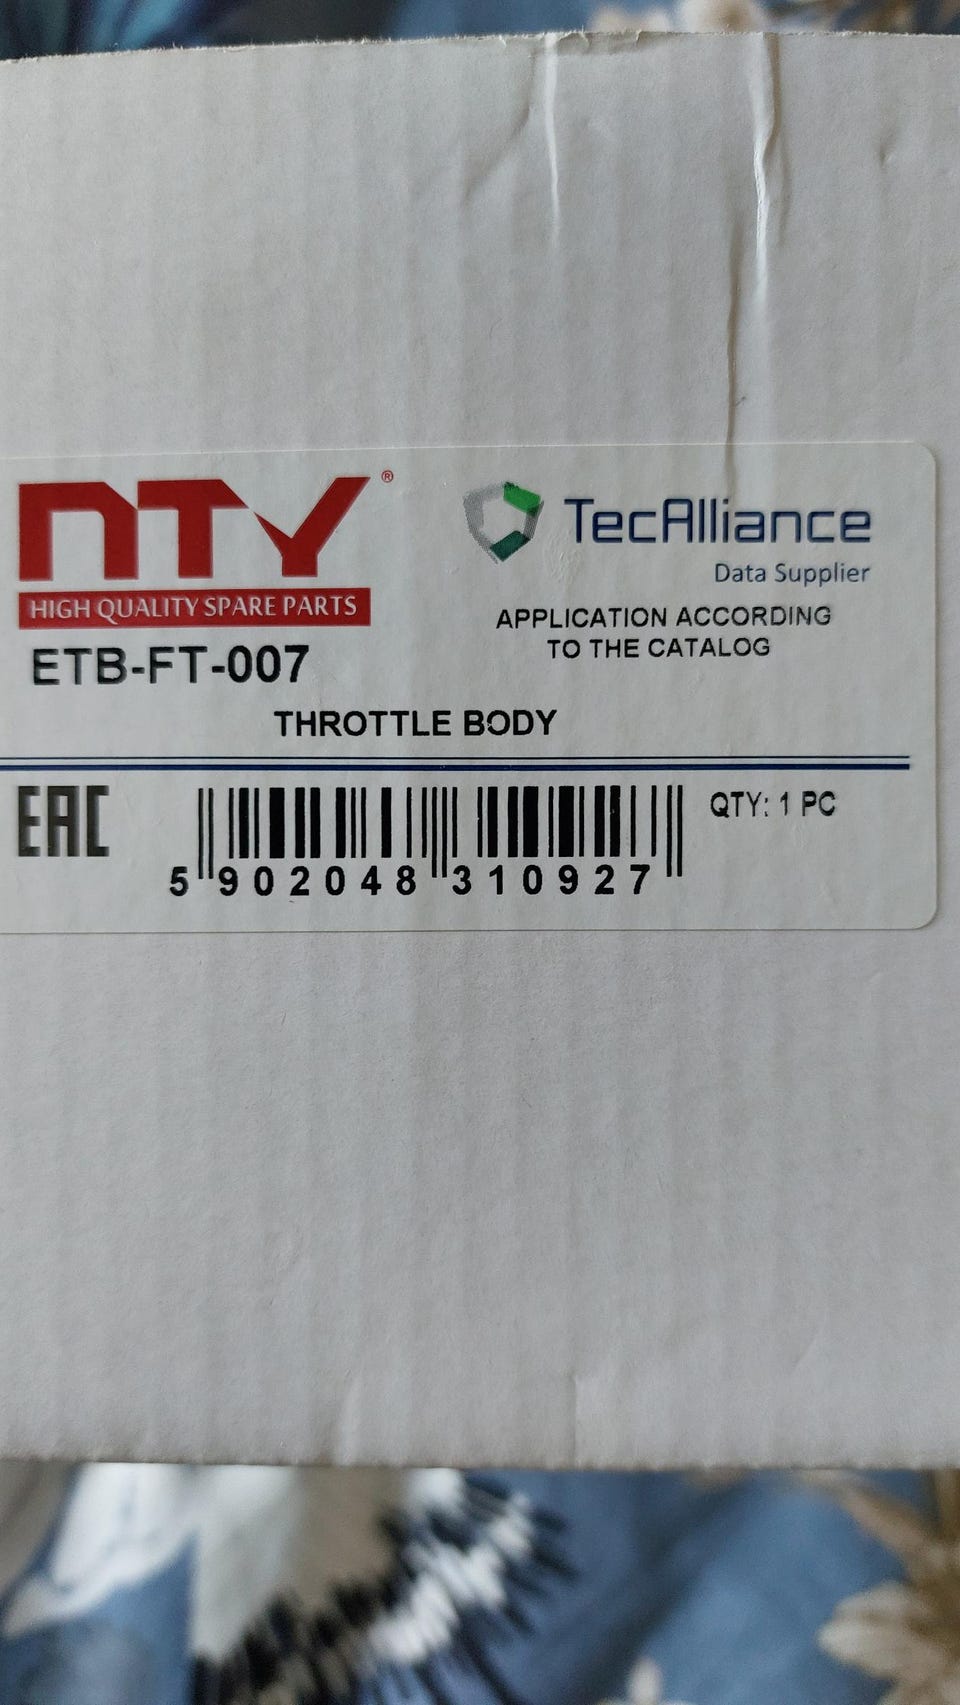 NTY®
HIGH QUALITY SPARE PARTS
ETB-FT-007
TecAlliance
Data Supplier
APPLICATION ACCORDING
TO THE CATALOG
THROTTLE BODY
EAC
QTY: 1 PC
5 902048 310927